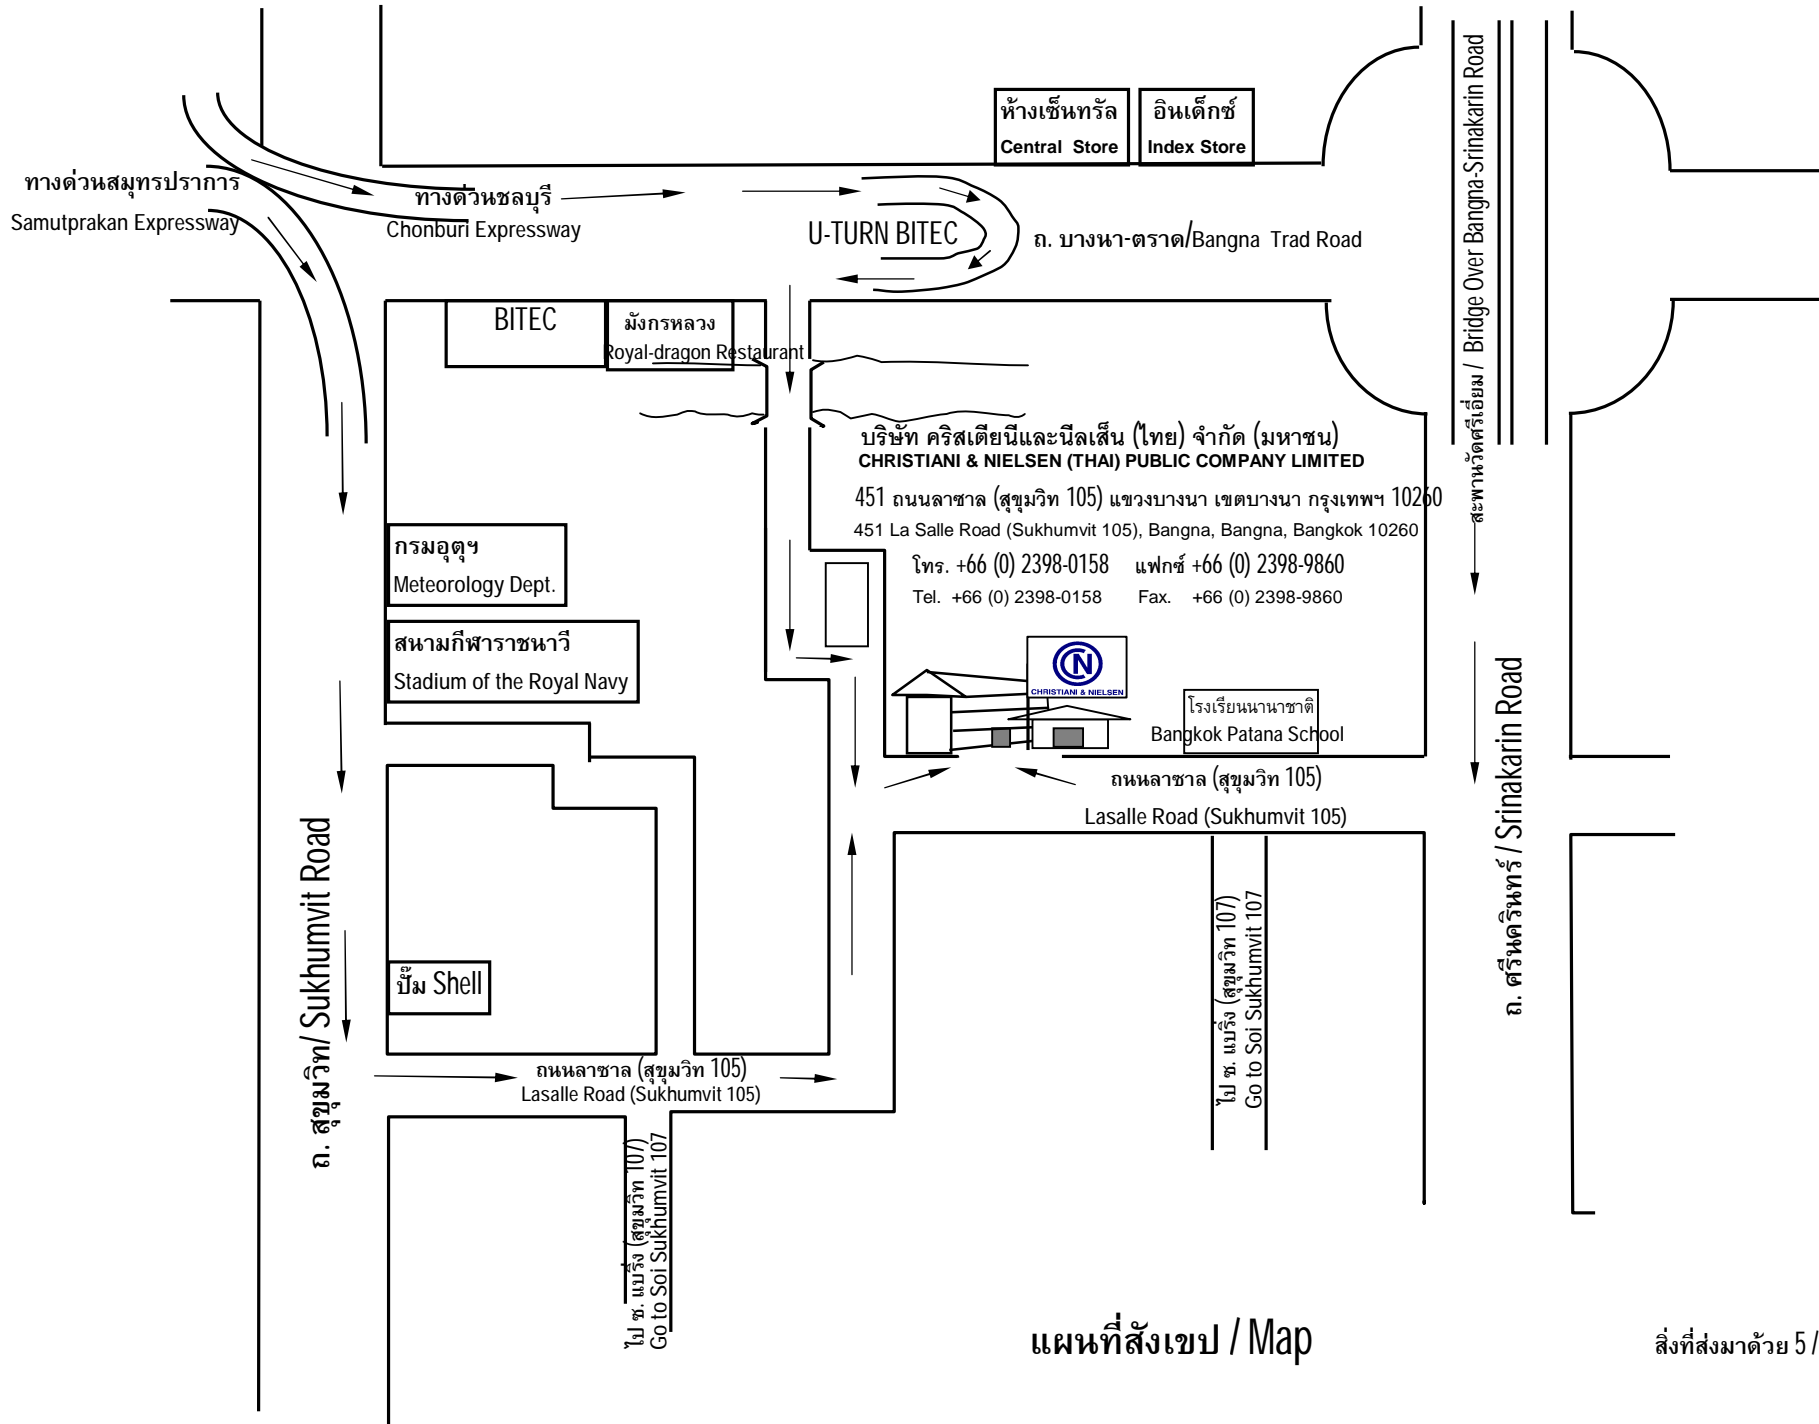 ห้างเซ็นทรัล
Central Store
อินเด็กซ์
Index Store
ทางด่วนสมุทรปราการ
Samutprakan Expressway
ทางด่วนชลบุรี
Chonburi Expressway
U-TURN BITEC
ถ. บางนา-ตราด/Bangna Trad Road
สะพานวัดศรีเอี่ยม / Bridge Over Bangna-Srinakarin Road
BITEC
มังกรหลวง
Royal-dragon Restaurant
บริษัท คริสเตียนีและนีลเส็น (ไทย) จำกัด (มหาชน)
CHRISTIANI & NIELSEN (THAI) PUBLIC COMPANY LIMITED
451 ถนนลาซาล (สุขุมวิท 105) แขวงบางนา เขตบางนา กรุงเทพฯ 10260
451 La Salle Road (Sukhumvit 105), Bangna, Bangna, Bangkok 10260
โทร. +66 (0) 2398-0158 แฟกซ์ +66 (0) 2398-9860
Tel. +66 (0) 2398-0158 Fax. +66 (0) 2398-9860
กรมอุตุฯ
Meteorology Dept.
สนามกีฬาราชนาวี
Stadium of the Royal Navy
CN
CHRISTIANI & NIELSEN
โรงเรียนนานาชาติ
Bangkok Patana School
ถนนลาซาล (สุขุมวิท 105)
Lasalle Road (Sukhumvit 105)
ถ. ศรีนครินทร์ / Srinakarin Road
ถ. สุขุมวิท/ Sukhumvit Road
ปั๊ม Shell
ไป ซ. แบริ่ง (สุขุมวิท 107)
Go to Soi Sukhumvit 107
ถนนลาซาล (สุขุมวิท 105)
Lasalle Road (Sukhumvit 105)
ไป ซ. แบริ่ง (สุขุมวิท 107)
Go to Soi Sukhumvit 107
แผนที่สังเขป / Map
สิ่งที่ส่งมาด้วย 5 /